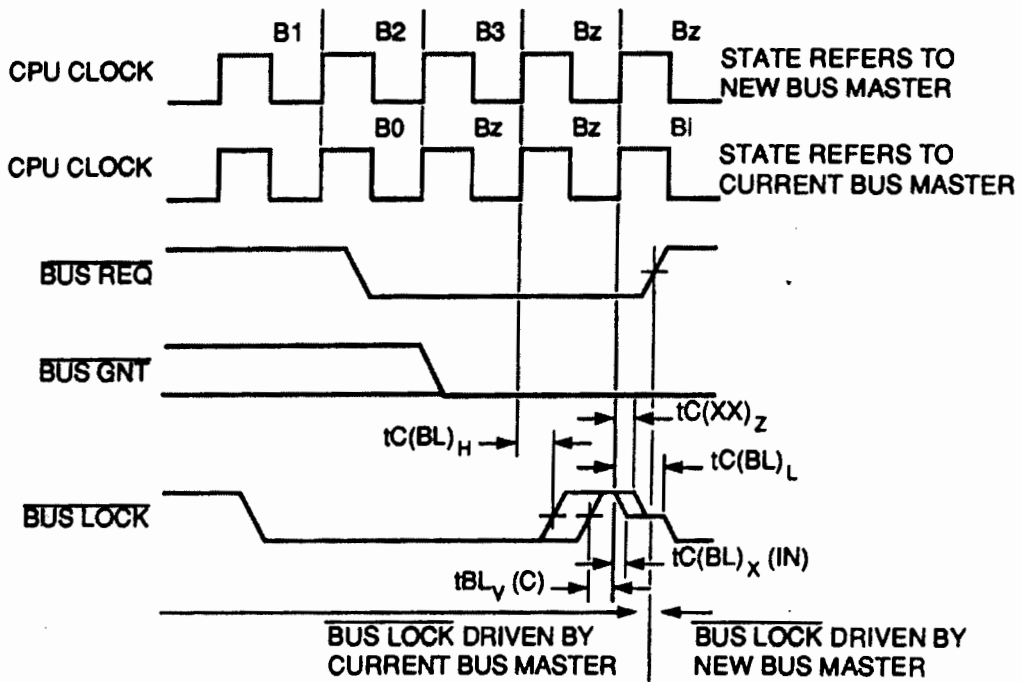 B1 B2 B3 Bz Bz
CPU CLOCK
STATE REFERS TO
NEW BUS MASTER
B0 Bz Bz Bi
CPU CLOCK
STATE REFERS TO
CURRENT BUS MASTER
BUS REQ
BUS GNT
tC(XX)Z
tC(BL)H
tC(BL)L
BUS LOCK
tC(BL)X (IN)
tBLV (C)
BUS LOCK DRIVEN BY
CURRENT BUS MASTER
BUS LOCK DRIVEN BY
NEW BUS MASTER